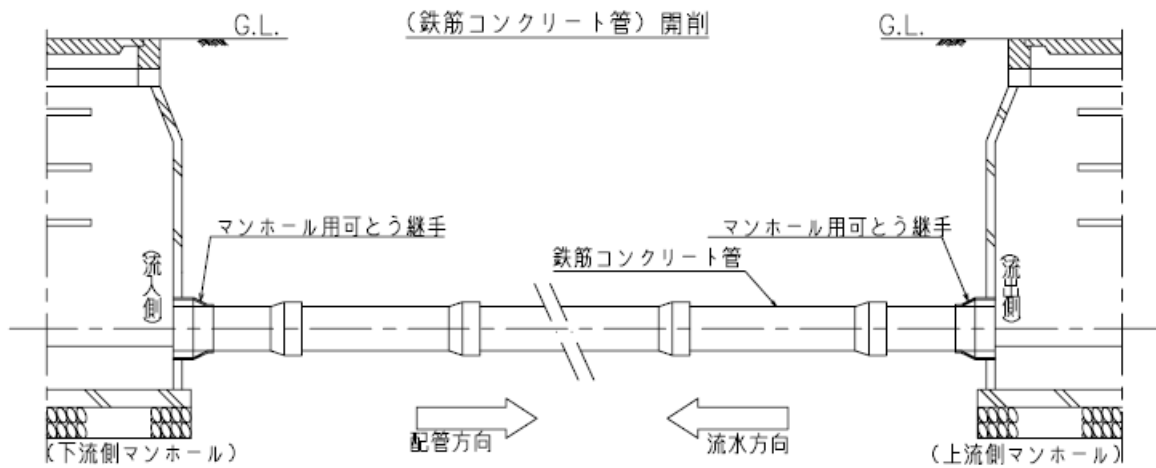 G.L.
(鉄筋コンクリート管) 開削
G.L.
マンホール用可とう継手
マンホール用可とう継手
鉄筋コンクリート管
(流入側)
(流出側)
配管方向
流水方向
(下流側マンホール)
(上流側マンホール)